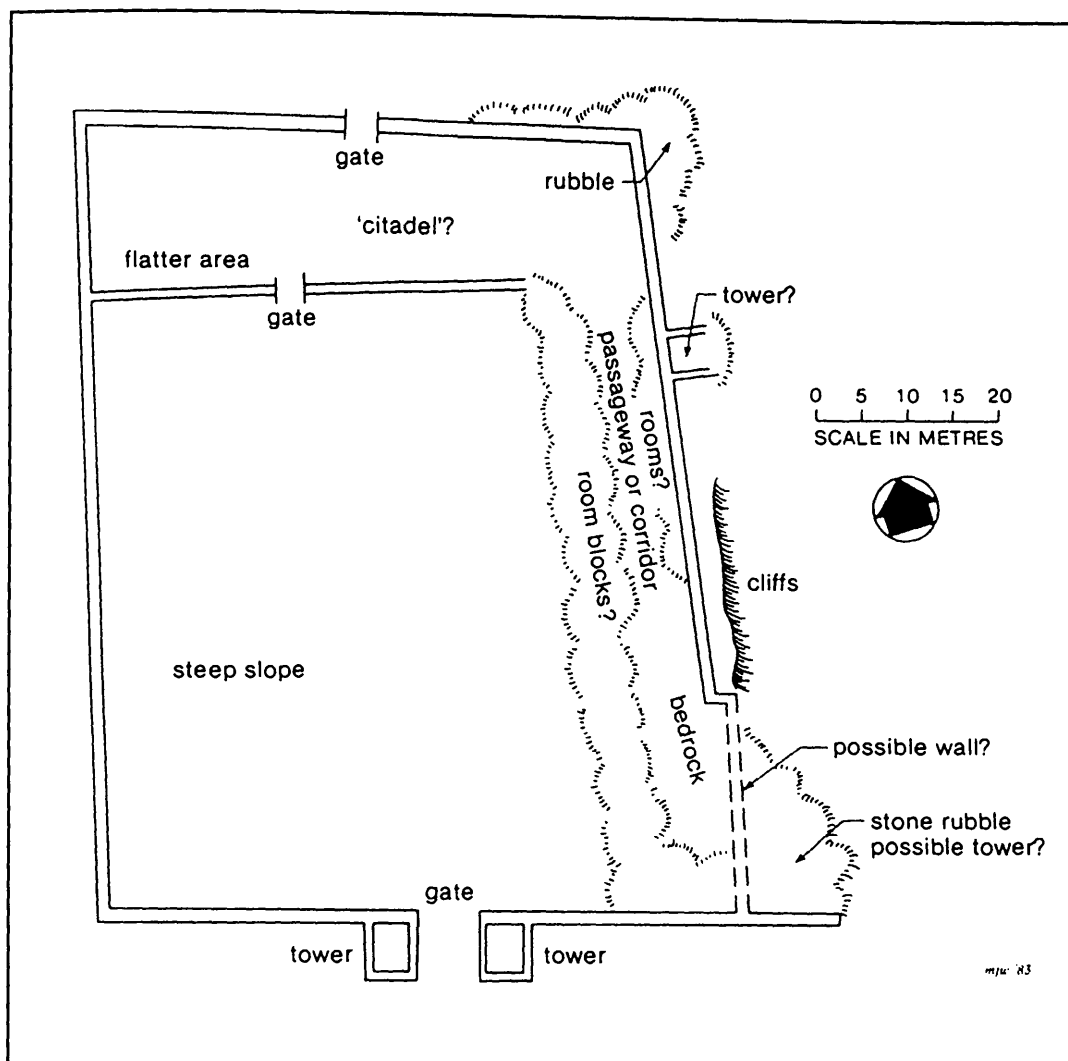 gate
rubble
'citadel'?
flatter area
gate
tower?
0 5 10 15 20
SCALE IN METRES
rooms?
passageway or corridor
room blocks?
cliffs
steep slope
bedrock
possible wall?
stone rubble
possible tower?
gate
tower
tower
mjw '83